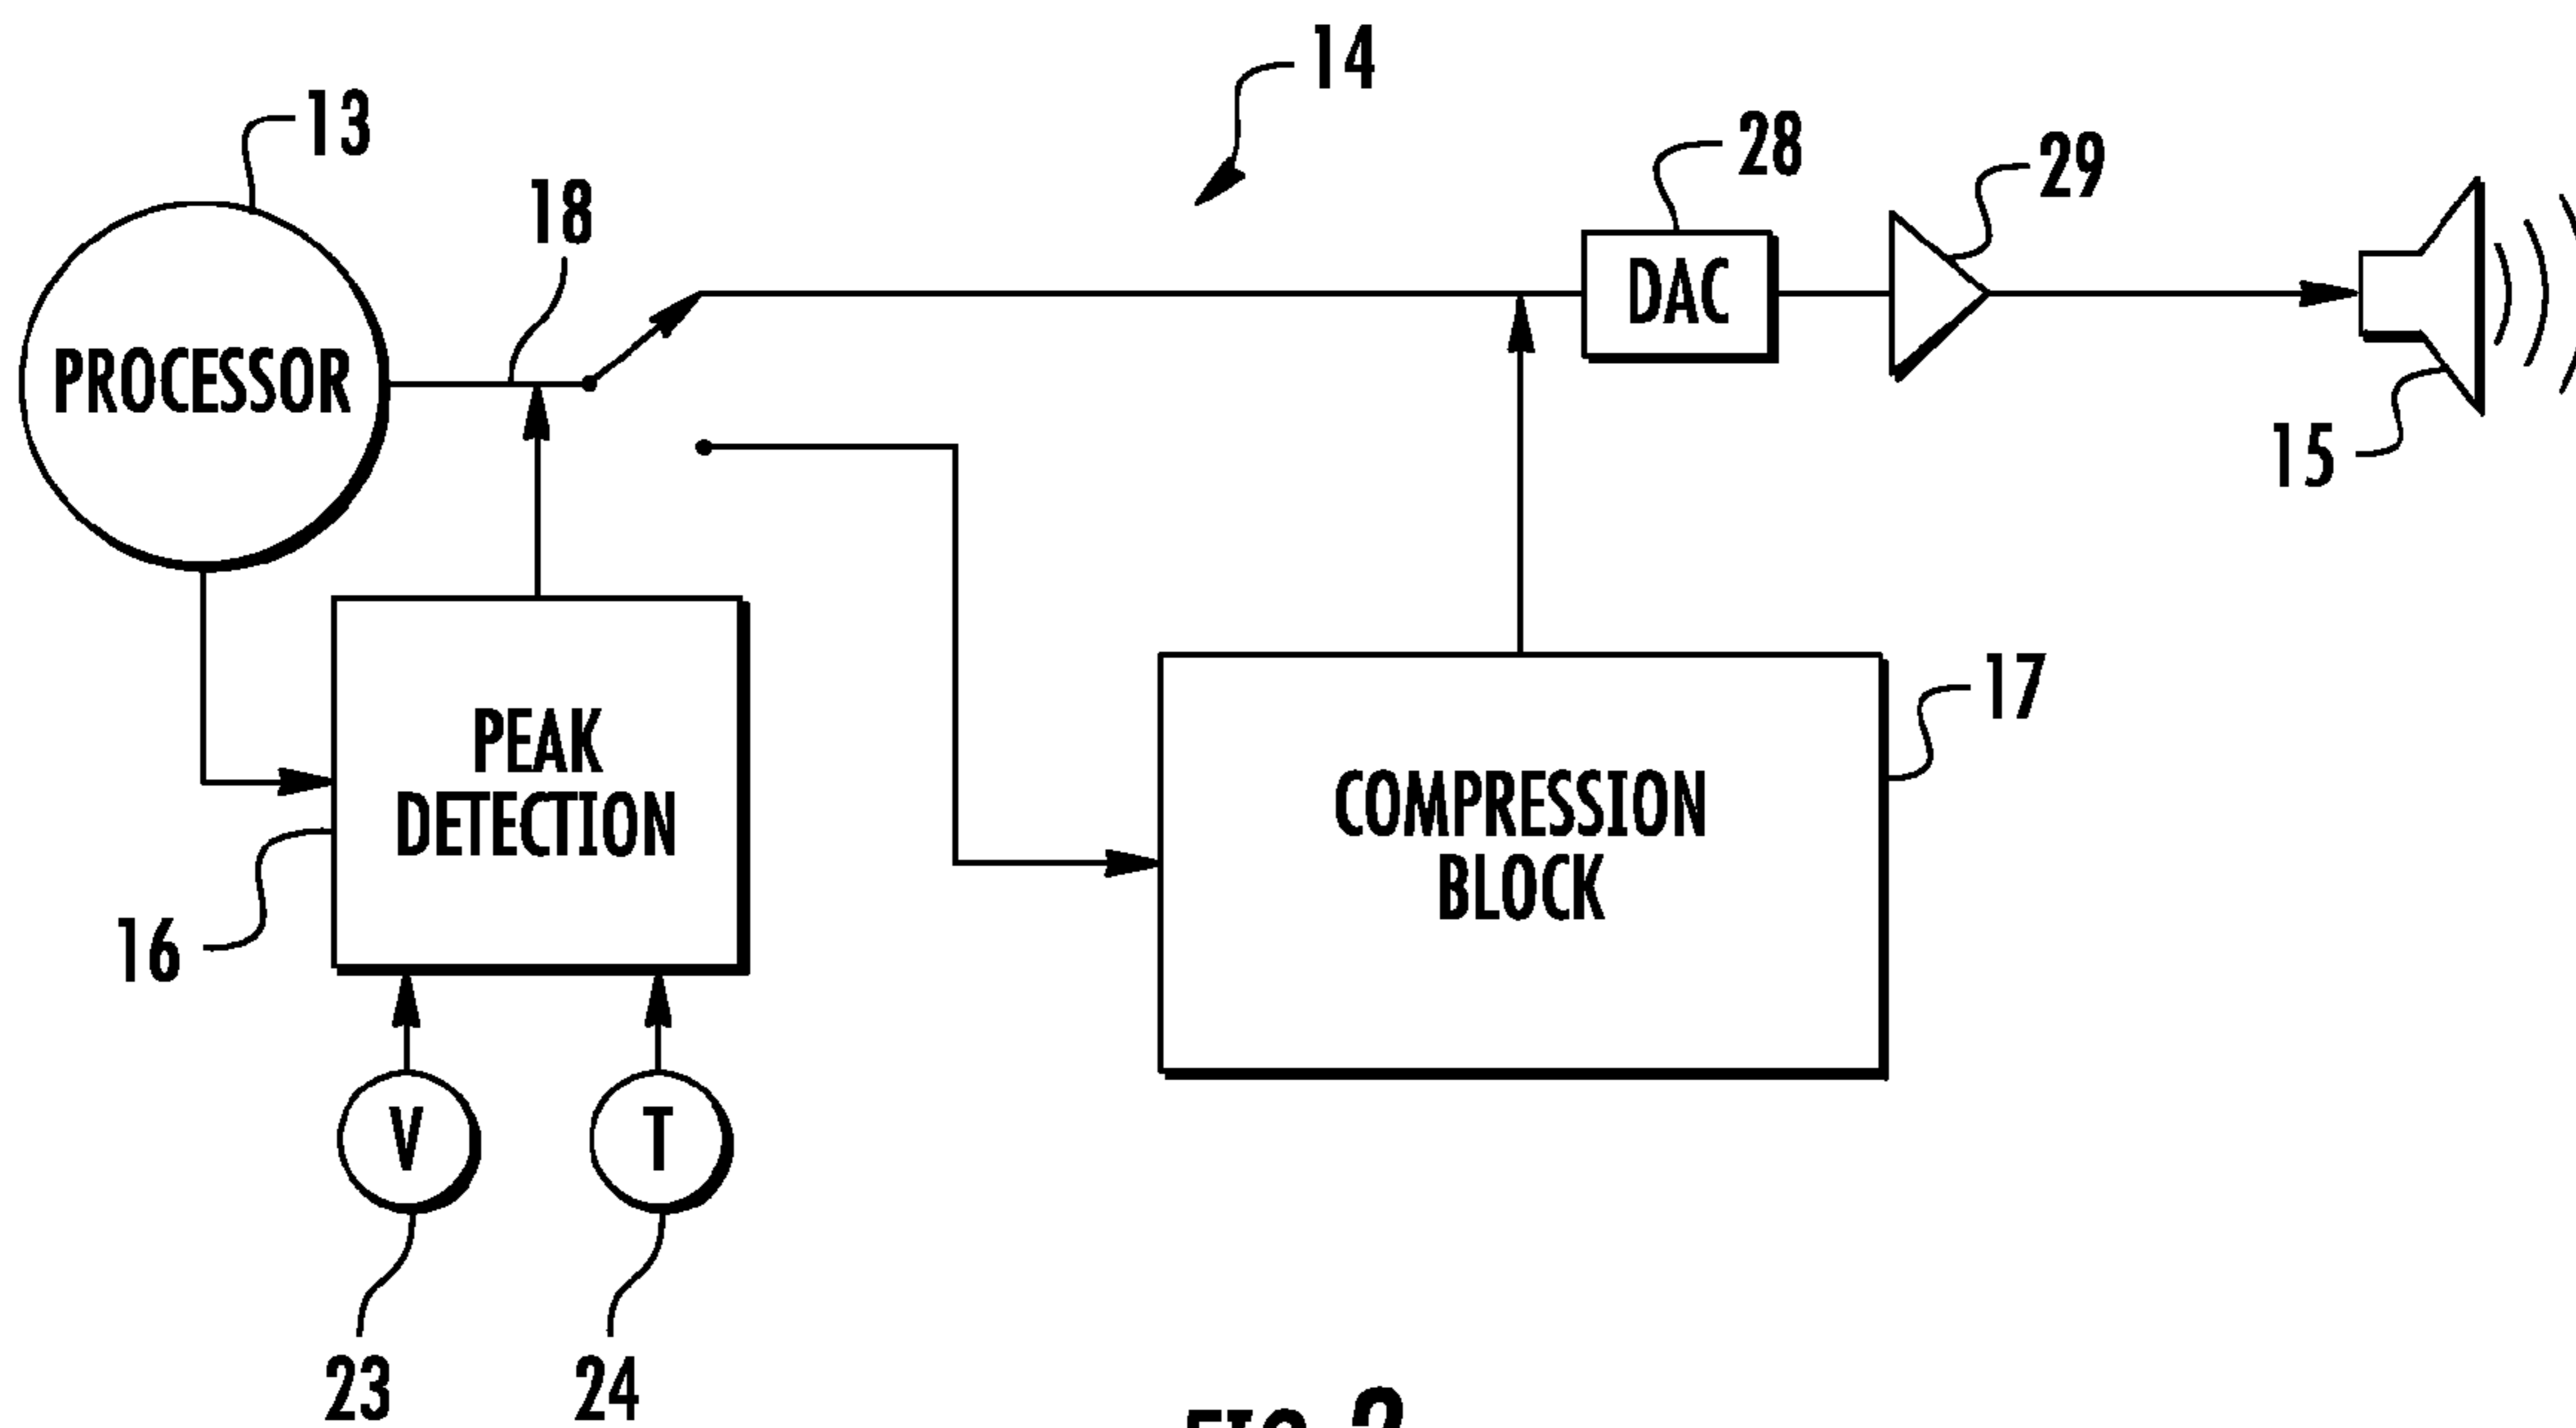 14
13
28
29
18
DAC
PROCESSOR
15
17
PEAK
DETECTION
COMPRESSION
BLOCK
16
V
T
23
24